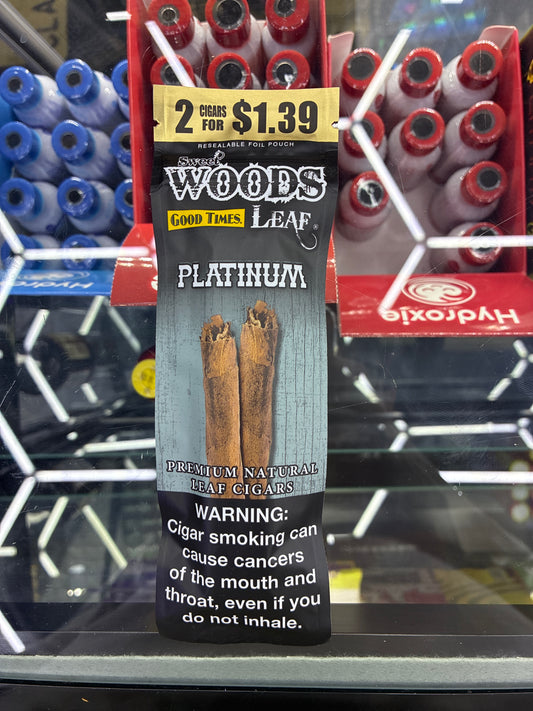 2 CIGARS FOR $1.39
RESEALABLE FOIL POUCH
Sweet
WOODS
GOOD TIMES. LEAF
PLATINUM
PREMIUM NATURAL
LEAF CIGARS
WARNING:
Cigar smoking can
cause cancers
of the mouth and
throat, even if you
do not inhale.
Hydroxie
Hydroxie